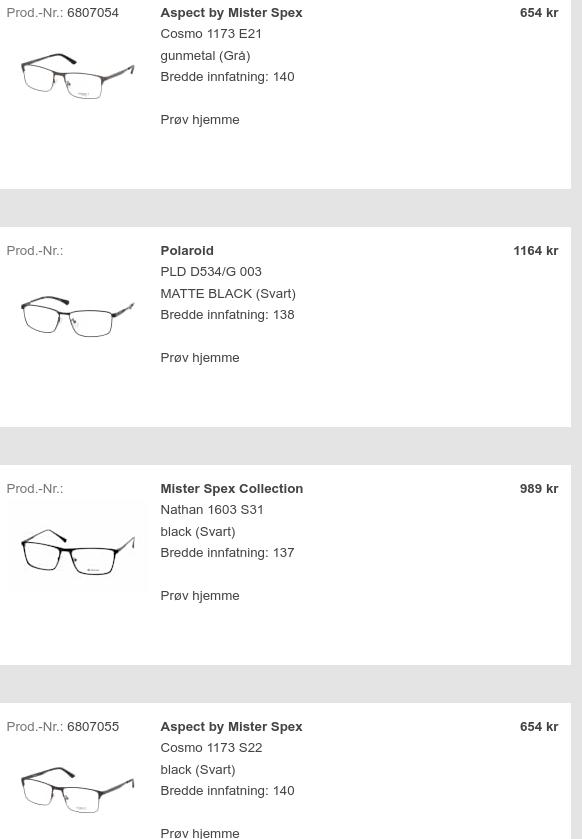 Prod.-Nr.: 6807054
Aspect by Mister Spex
654 kr
Cosmo 1173 E21
gunmetal (Grå)
Bredde innfatning: 140
Prøv hjemme
Prod.-Nr.:
Polaroid
1164 kr
PLD D534/G 003
MATTE BLACK (Svart)
Bredde innfatning: 138
Prøv hjemme
Prod.-Nr.:
Mister Spex Collection
989 kr
Nathan 1603 S31
black (Svart)
Bredde innfatning: 137
Prøv hjemme
Prod.-Nr.: 6807055
Aspect by Mister Spex
654 kr
Cosmo 1173 S22
black (Svart)
Bredde innfatning: 140
Prøv hjemme